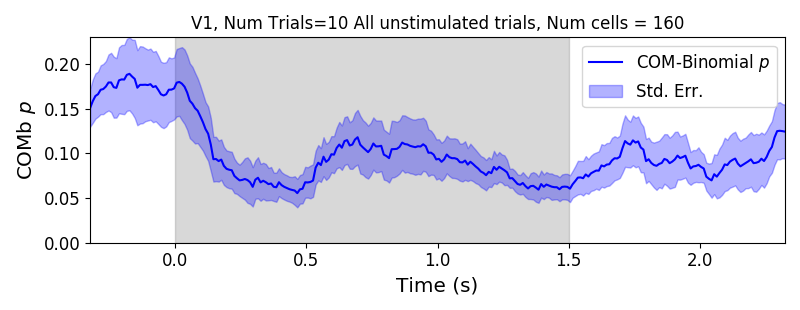 V1, Num Trials=10 All unstimulated trials, Num cells = 160
COMb p
0.20
0.15
0.10
0.05
0.00
COM-Binomial p
Std. Err.
0.0 0.5 1.0 1.5 2.0
Time (s)